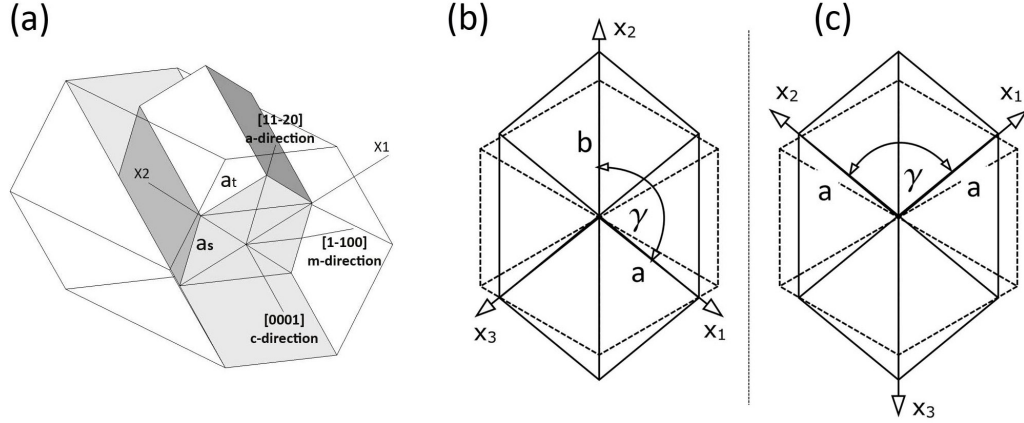 (a)
(b)
(c)
[11-20]
a-direction
X1
X2
at
as
[1-100]
m-direction
[0001]
c-direction
x2
b
γ
a
x3
x1
x2
x1
a
γ
a
x3